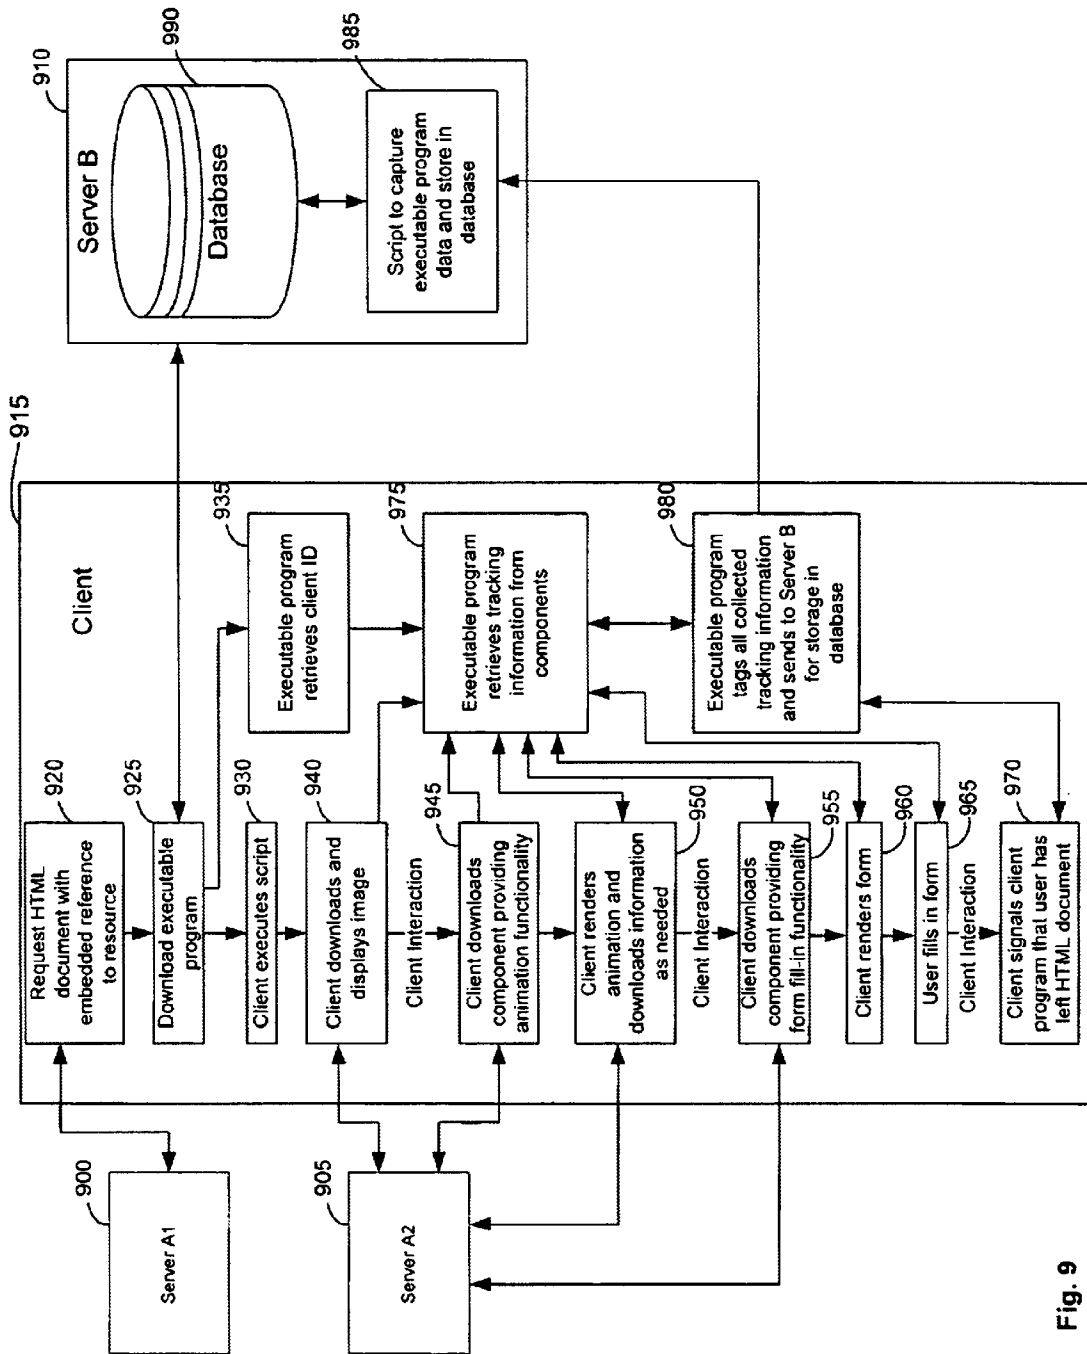 915
Client
920
Request HTML
document with
embedded reference
to resource
925
Download executable
program
930
Client executes script
935
Executable program
retrieves client ID
940
Client downloads and
displays image
Client Interaction
975
Executable program
retrieves tracking
information from
components
945
Client downloads
component providing
animation functionality
Client renders
animation and
downloads information
as needed
950
Client Interaction
Client downloads
component providing
form fill-in functionality
955
980
Executable program
tags all collected
tracking information
and sends to Server B
for storage in
database
Client renders form
960
User fills in form
965
Client Interaction
970
Client signals client
program that user has
left HTML document
900
Server A1
905
Server A2
910
Server B
990
Database
985
Script to capture
executable program
data and store in
database
Fig. 9